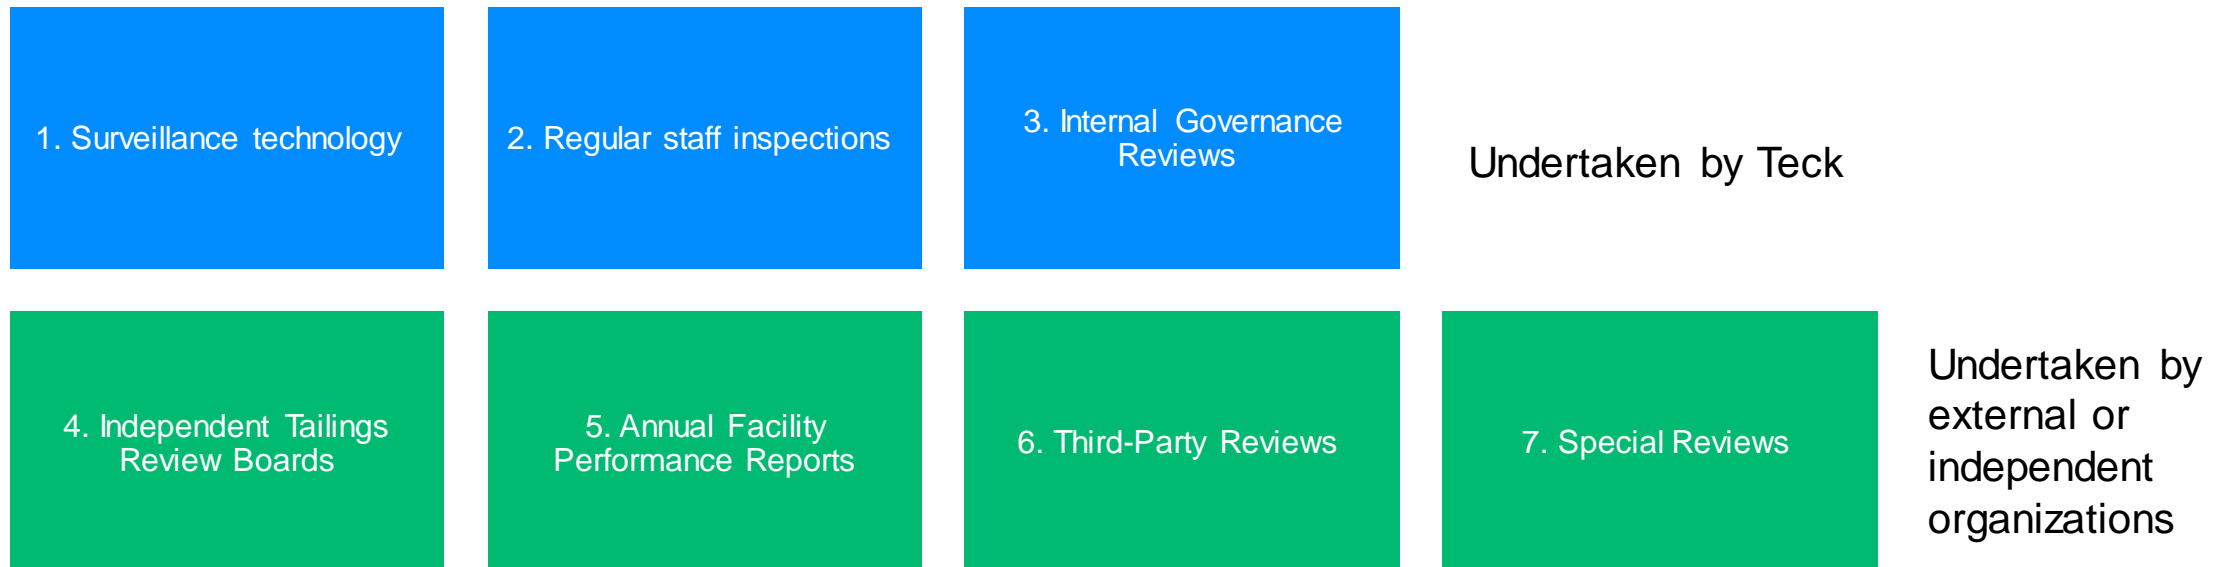 1. Surveillance technology
2. Regular staff inspections
3. Internal Governance
Reviews
Undertaken by Teck
4. Independent Tailings
Review Boards
5. Annual Facility
Performance Reports
6. Third-Party Reviews
7. Special Reviews
Undertaken by
external or
independent
organizations